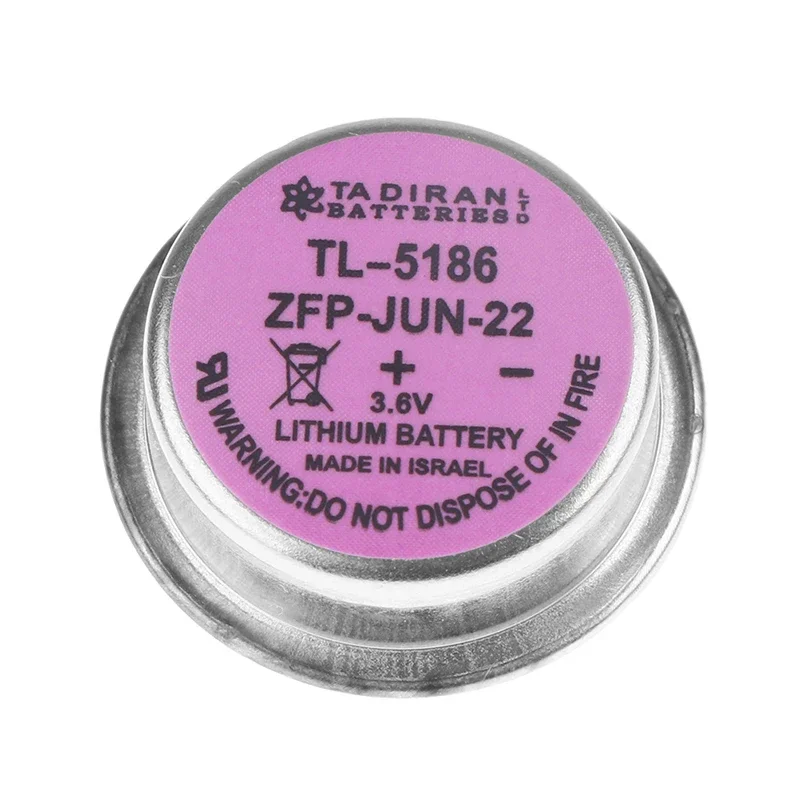 TADIRAN LTD
BATTERIES
TL-5186
ZFP-JUN-22
+ -
3.6V
LITHIUM BATTERY
MADE IN ISRAEL
WARNING:DO NOT DISPOSE OF IN FIRE